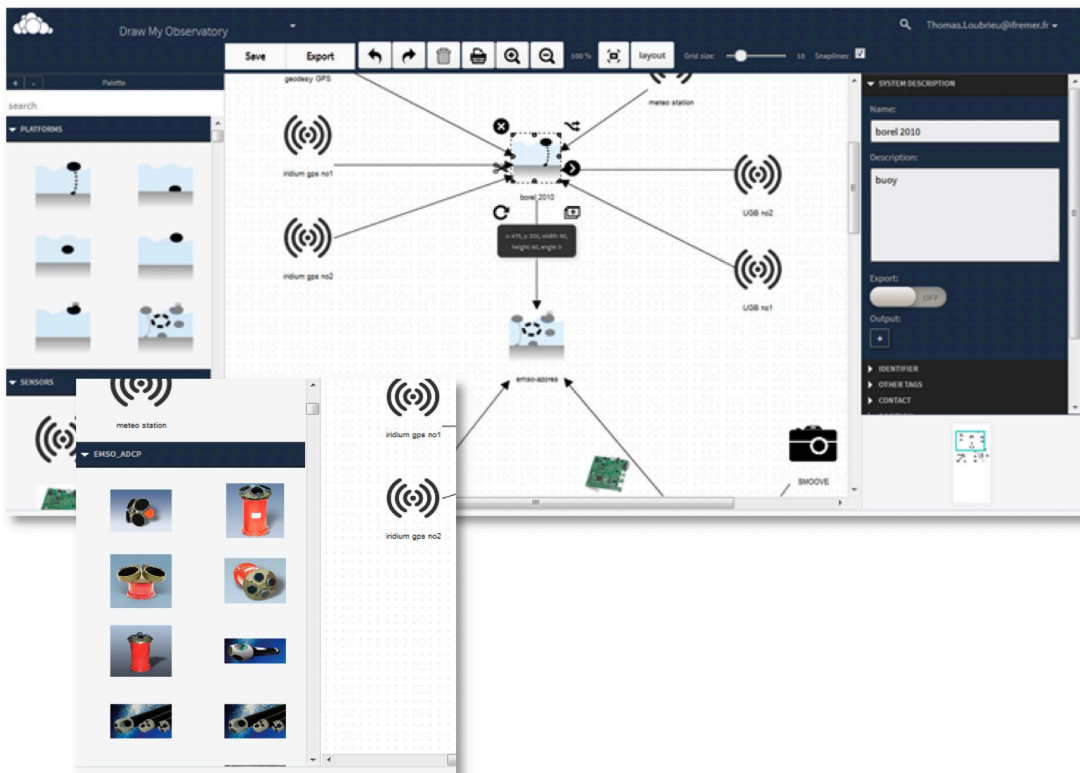 Draw My Observatory
Thomas.Loubrieu@ifremer.fr
Save
Export
100 %
layout
Grid size:
15
Snaplines:
+
-
Palette
search
PLATFORMS
SENSORS
geodesy GPS
meteo station
iridium gps no1
borel 2010
UGB no2
iridium gps no2
UGB no1
emso-azores
SMOOVE
SYSTEM DESCRIPTION
Name:
borel 2010
Description:
buoy
Export:
OFF
Output:
+
IDENTIFIER
OTHER TAGS
CONTACT
meteo station
EMSO_ADCP
iridium gps no1
iridium gps no2